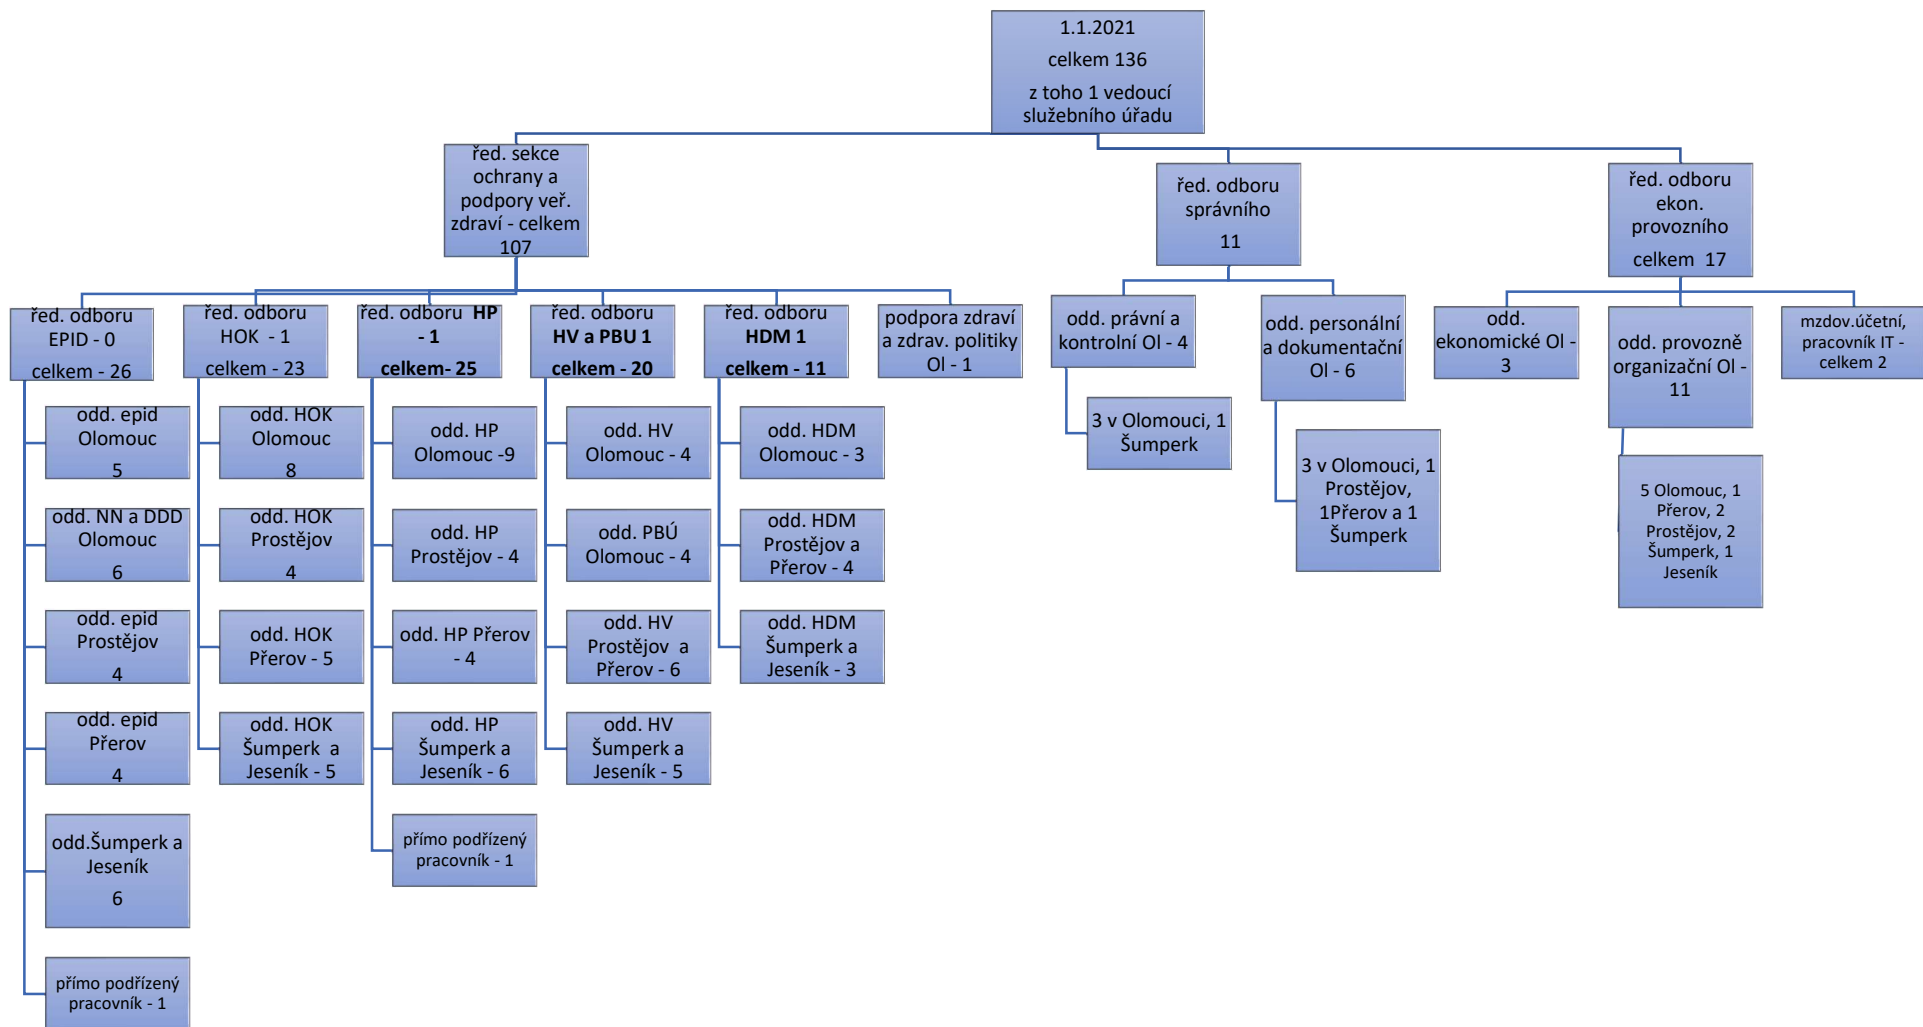 1.1.2021
celkem 136
z toho 1 vedoucí
služebního úřadu
řed. sekce
ochrany a
podpory veř.
zdraví - celkem
107
řed. odboru
správního
11
řed. odboru
ekon.
provozního
celkem  17
řed. odboru
EPID - 0
celkem - 26
řed. odboru
HOK  - 1
celkem - 23
řed. odboru  HP
- 1
celkem- 25
řed. odboru
HV a PBU 1
celkem - 20
řed. odboru
HDM 1
celkem - 11
podpora zdraví
a zdrav. politiky
Ol - 1
odd. právní a
kontrolní Ol - 4
odd. personální
a dokumentační
Ol - 6
odd.
ekonomické Ol -
3
odd. provozně
organizační Ol -
11
mzdov.účetní,
pracovník IT -
celkem 2
odd. epid
Olomouc
5
odd. NN a DDD
Olomouc
6
odd. epid
Prostějov
4
odd. epid
Přerov
4
odd.Šumperk a
Jeseník
6
přímo podřízený
pracovník - 1
odd. HOK
Olomouc
8
odd. HOK
Prostějov
4
odd. HOK
Přerov - 5
odd. HOK
Šumperk  a
Jeseník - 5
odd. HP
Olomouc -9
odd. HP
Prostějov - 4
odd. HP Přerov
- 4
odd. HP
Šumperk a
Jeseník - 6
přímo podřízený
pracovník - 1
odd. HV
Olomouc - 4
odd. PBÚ
Olomouc - 4
odd. HV
Prostějov  a
Přerov - 6
odd. HV
Šumperk a
Jeseník - 5
odd. HDM
Olomouc - 3
odd. HDM
Prostějov a
Přerov - 4
odd. HDM
Šumperk a
Jeseník - 3
3 v Olomouci, 1
Šumperk
3 v Olomouci, 1
Prostějov,
1Přerov a 1
Šumperk
5 Olomouc, 1
Přerov, 2
Prostějov, 2
Šumperk, 1
Jeseník